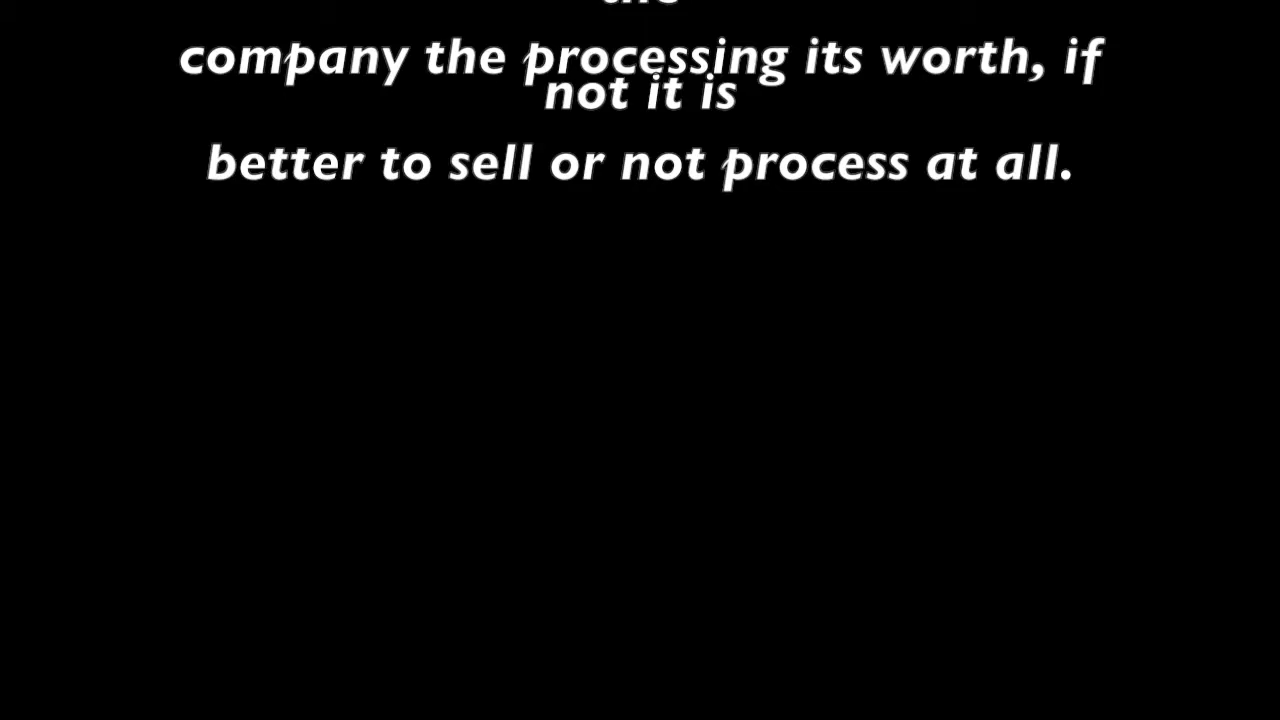 company the processing its worth, if
not it is
better to sell or not process at all.